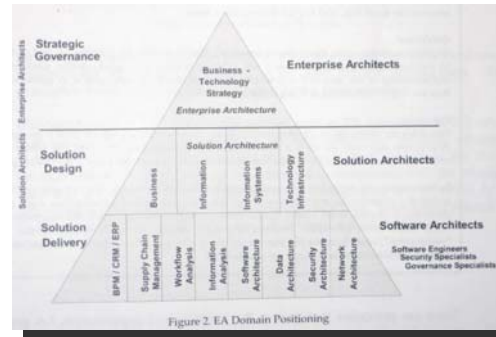 Enterprise Architects
Solution Architects
Strategic
Governance
Business -
Technology
Strategy
Enterprise Architecture
Enterprise Architects
Solution
Design
Solution Architecture
Business
Information
Information
Systems
Technology
Infrastructure
Solution Architects
Solution
Delivery
BPM / CRM / ERP
Supply Chain
Management
Workflow
Analysis
Information
Analysis
Software
Architecture
Data
Architecture
Security
Architecture
Network
Architecture
Software Architects
Software Engineers
Security Specialists
Governance Specialists
Figure 2. EA Domain Positioning